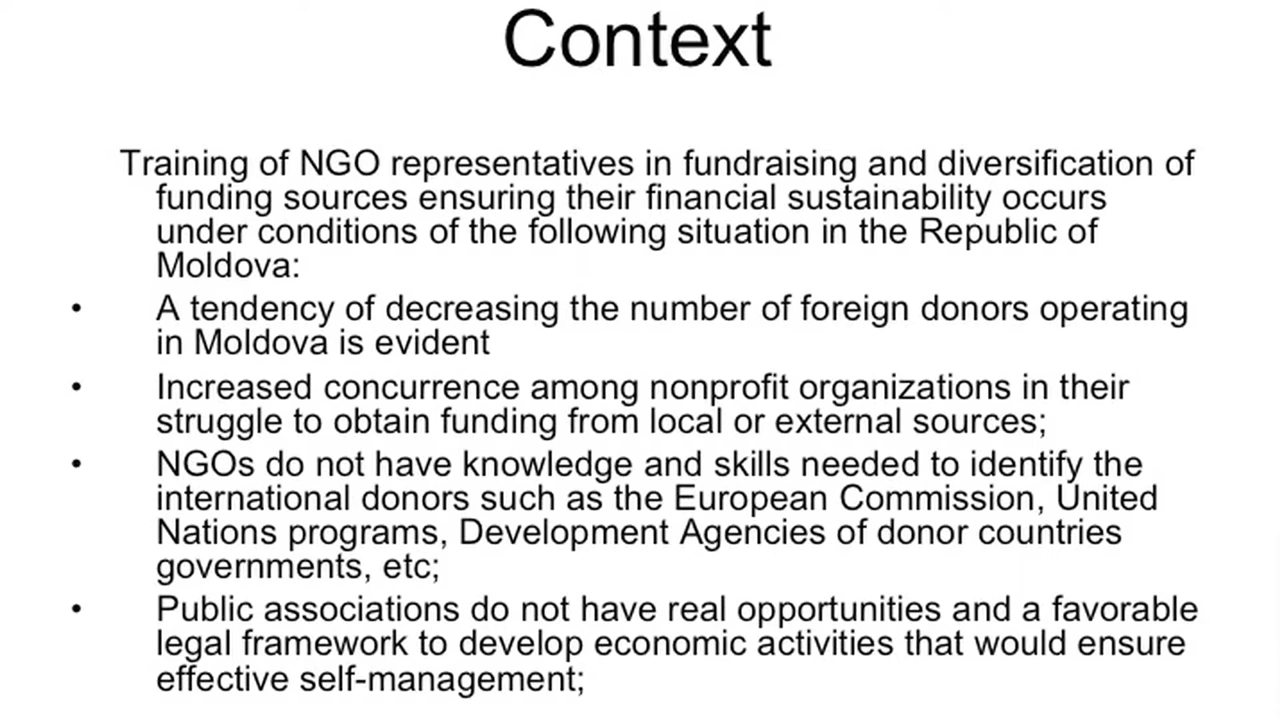 Context
Training of NGO representatives in fundraising and diversification of
funding sources ensuring their financial sustainability occurs
under conditions of the following situation in the Republic of
Moldova:
• A tendency of decreasing the number of foreign donors operating
in Moldova is evident
• Increased concurrence among nonprofit organizations in their
struggle to obtain funding from local or external sources;
• NGOs do not have knowledge and skills needed to identify the
international donors such as the European Commission, United
Nations programs, Development Agencies of donor countries
governments, etc;
• Public associations do not have real opportunities and a favorable
legal framework to develop economic activities that would ensure
effective self-management;